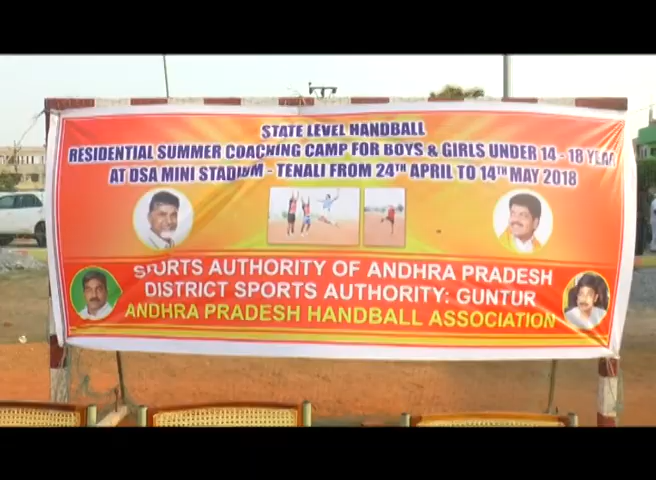 STATE LEVEL HANDBALL
RESIDENTIAL SUMMER COACHING CAMP FOR BOYS & GIRLS UNDER 14 - 18 YEAR
AT DSA MINI STADIUM - TENALI FROM 24TH APRIL TO 14TH MAY 2018
SPORTS AUTHORITY OF ANDHRA PRADESH
DISTRICT SPORTS AUTHORITY: GUNTUR
ANDHRA PRADESH HANDBALL ASSOCIATION